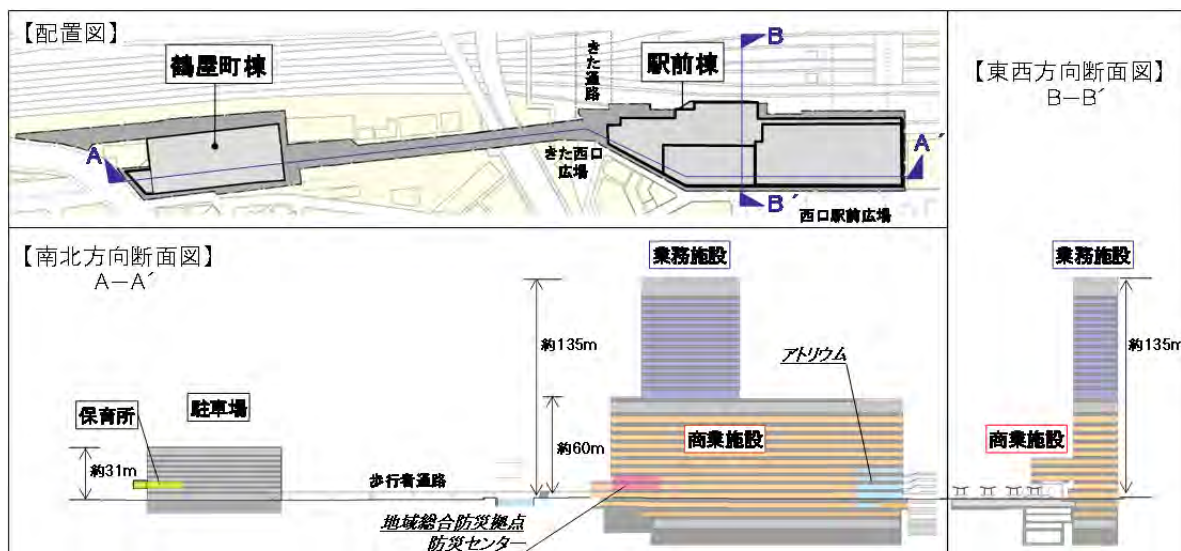 【配置図】
鶴屋町棟
きた通路
駅前棟
B
A
きた西口
広場
A´
B´
西口駅前広場
【東西方向断面図】
B-B´
【南北方向断面図】
A-A´
業務施設
約135m
アトリウム
保育所
駐車場
約60m
商業施設
約31m
歩行者通路
地域総合防災拠点
防災センター
業務施設
約135m
商業施設